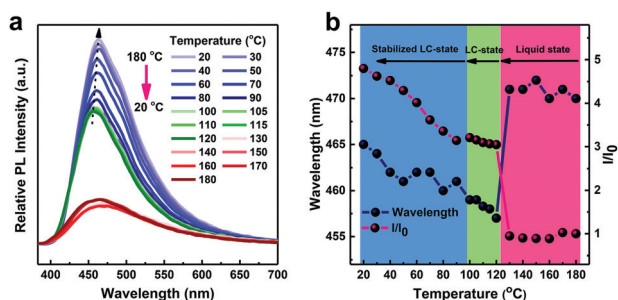 a
Relative PL Intensity (a.u.)
180 °C
20 °C
Temperature (°C)
20 30
40 50
60 70
80 90
100 105
110 115
120 130
140 150
160 170
180
400 450 500 550 600 650 700
Wavelength (nm)
b
Stabilized LC-state LC-state Liquid state
Wavelength (nm)
475
470
465
460
455
I/I0
5
4
3
2
1
Wavelength
I/I0
20 40 60 80 100 120 140 160 180
Temperature (°C)